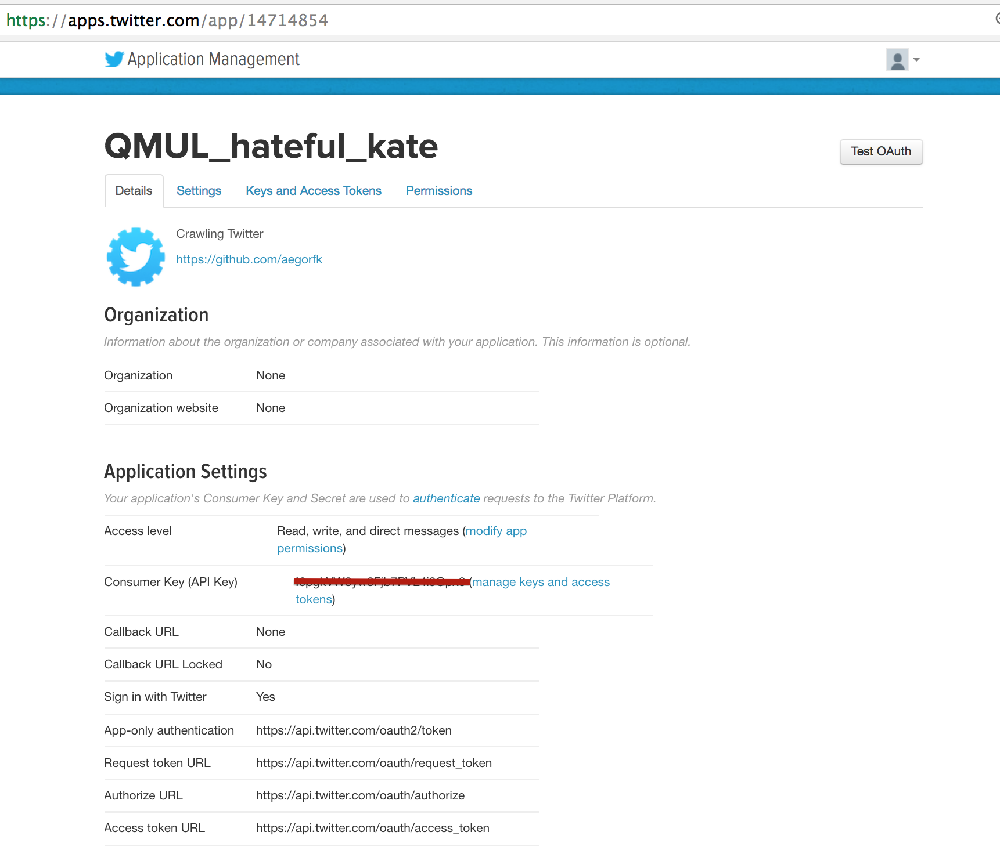 https://apps.twitter.com/app/14714854
Application Management
QMUL_hateful_kate
Test OAuth
Details Settings Keys and Access Tokens Permissions
Crawling Twitter
https://github.com/aegorfk
Organization
Information about the organization or company associated with your application. This information is optional.
Organization None
Organization website None
Application Settings
Your application's Consumer Key and Secret are used to authenticate requests to the Twitter Platform.
Access level Read, write, and direct messages (modify app
permissions)
Consumer Key (API Key) (manage keys and access
tokens)
Callback URL None
Callback URL Locked No
Sign in with Twitter Yes
App-only authentication https://api.twitter.com/oauth2/token
Request token URL https://api.twitter.com/oauth/request_token
Authorize URL https://api.twitter.com/oauth/authorize
Access token URL https://api.twitter.com/oauth/access_token